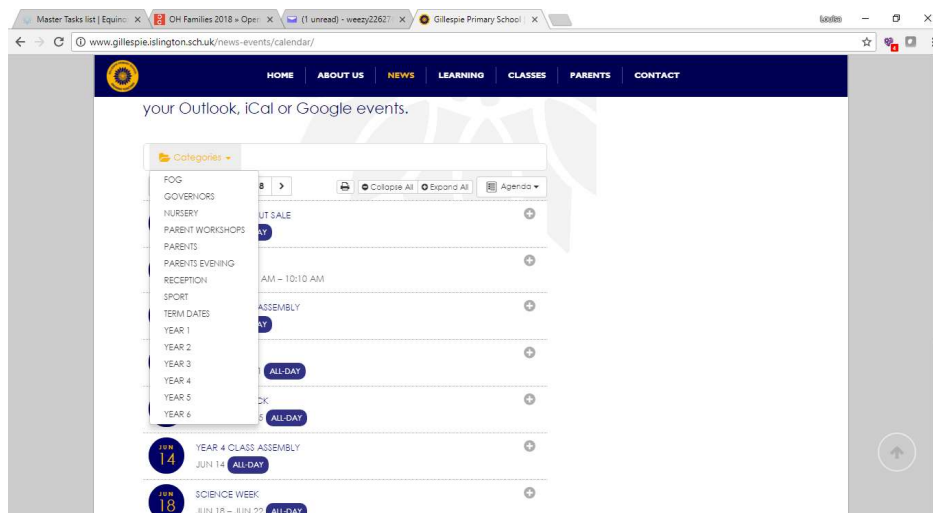 Master Tasks list | Equinox
OH Families 2018 » Oper
(1 unread) - weezy22627
Gillespie Primary School |
Louisa
www.gillespie.islington.sch.uk/news-events/calendar/
HOME
ABOUT US
NEWS
LEARNING
CLASSES
PARENTS
CONTACT
your Outlook, iCal or Google events.
Categories
FOG
GOVERNORS
NURSERY
PARENT WORKSHOPS
PARENTS
PARENTS EVENING
RECEPTION
SPORT
TERM DATES
YEAR 1
YEAR 2
YEAR 3
YEAR 4
YEAR 5
YEAR 6
8
Collapse All
Expand All
Agenda
UT SALE
AY
AM – 10:10 AM
ASSEMBLY
AY
ALL-DAY
CK
5 ALL-DAY
JUN
14
YEAR 4 CLASS ASSEMBLY
JUN 14 ALL-DAY
JUN
18
SCIENCE WEEK
JUN 18 – JUN 22 ALL-DAY